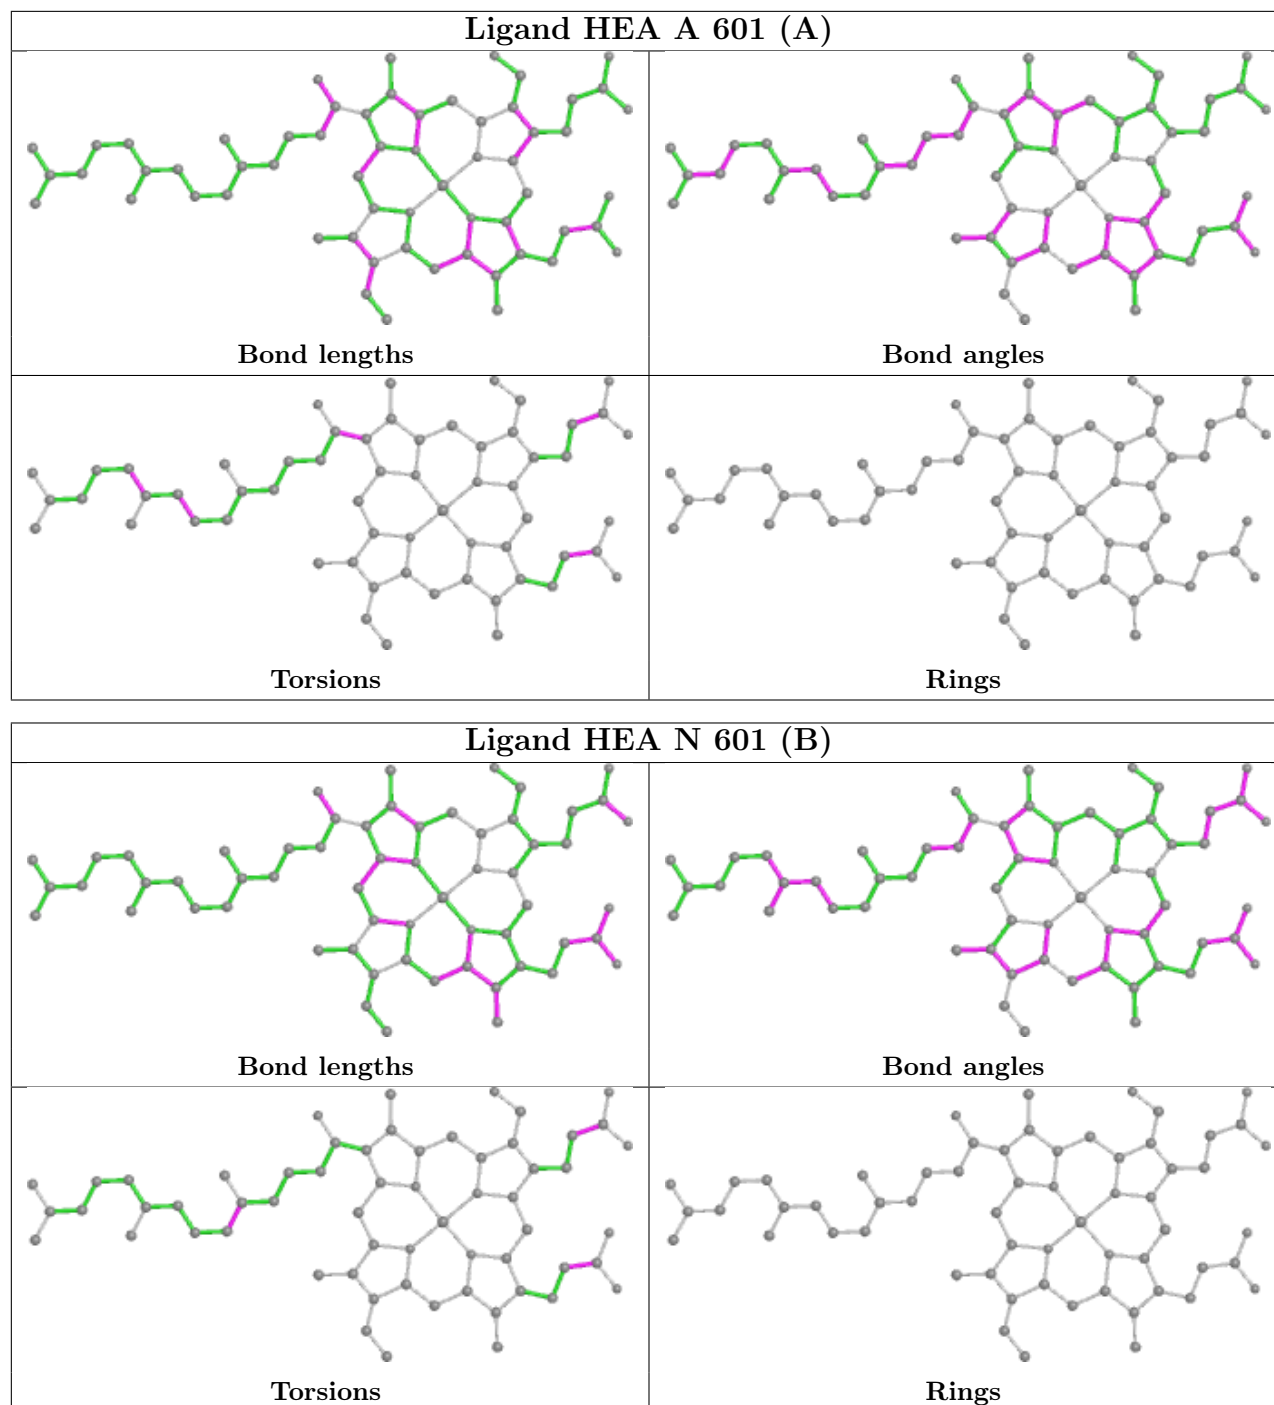 Ligand HEA A 601 (A)
Bond lengths
Bond angles
Torsions
Rings
Ligand HEA N 601 (B)
Bond lengths
Bond angles
Torsions
Rings